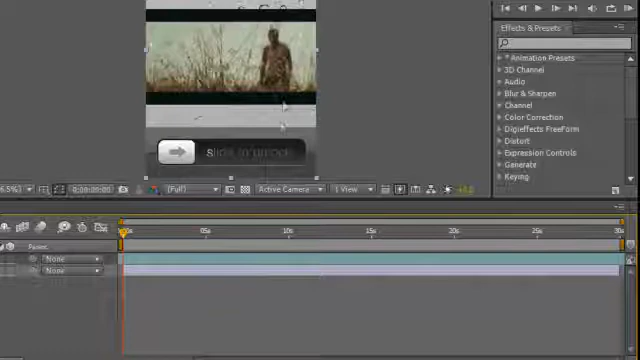 Effects & Presets
* Animation Presets
3D Channel
Audio
Blur & Sharpen
Channel
Color Correction
Digieffects FreeForm
Distort
Expression Controls
Generate
Keying
slide to unlock
0:00:00:00
(Full)
Active Camera
1 View
+0.0
Parent
05s
10s
15s
20s
25s
30s
None
None